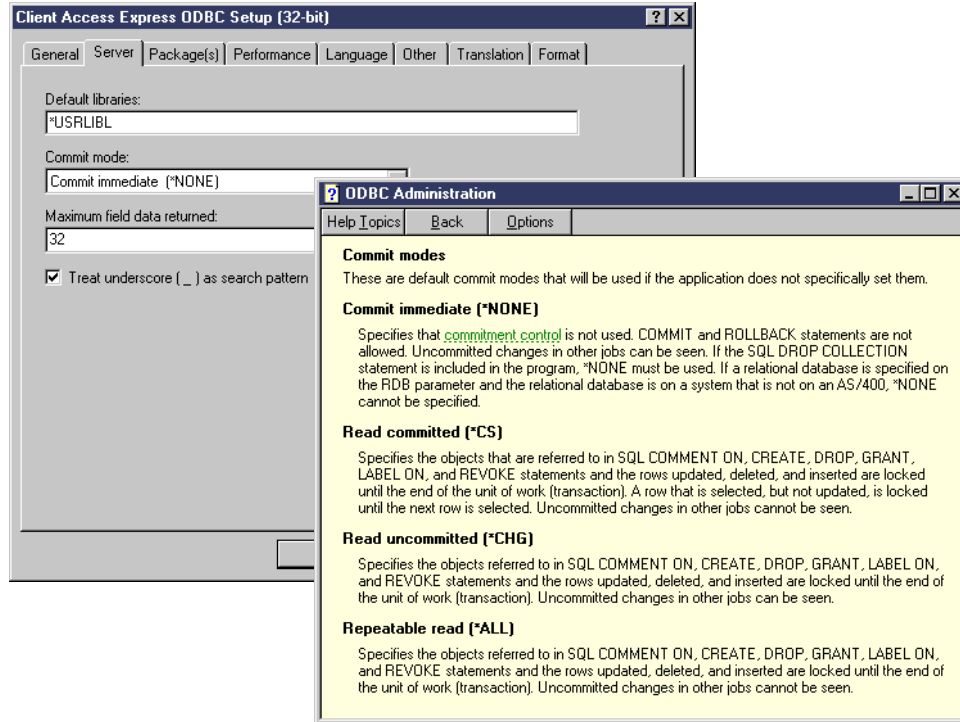 Client Access Express ODBC Setup (32-bit)
General Server Package(s) Performance Language Other Translation Format
Default libraries:
*USRLIBL
Commit mode:
Commit immediate (*NONE)
Maximum field data returned:
32
Treat underscore ( _ ) as search pattern
ODBC Administration
Help Topics Back Options
Commit modes
These are default commit modes that will be used if the application does not specifically set them.
Commit immediate (*NONE)
Specifies that commitment control is not used. COMMIT and ROLLBACK statements are not
allowed. Uncommitted changes in other jobs can be seen. If the SQL DROP COLLECTION
statement is included in the program, *NONE must be used. If a relational database is specified on
the RDB parameter and the relational database is on a system that is not on an AS/400, *NONE
cannot be specified.
Read committed (*CS)
Specifies the objects that are referred to in SQL COMMENT ON, CREATE, DROP, GRANT,
LABEL ON, and REVOKE statements and the rows updated, deleted, and inserted are locked
until the end of the unit of work (transaction). A row that is selected, but not updated, is locked
until the next row is selected. Uncommitted changes in other jobs cannot be seen.
Read uncommitted (*CHG)
Specifies the objects referred to in SQL COMMENT ON, CREATE, DROP, GRANT, LABEL ON,
and REVOKE statements and the rows updated, deleted, and inserted are locked until the end of
the unit of work (transaction). Uncommitted changes in other jobs can be seen.
Repeatable read (*ALL)
Specifies the objects referred to in SQL COMMENT ON, CREATE, DROP, GRANT, LABEL ON,
and REVOKE statements and the rows updated, deleted, and inserted are locked until the end of
the unit of work (transaction). Uncommitted changes in other jobs cannot be seen.